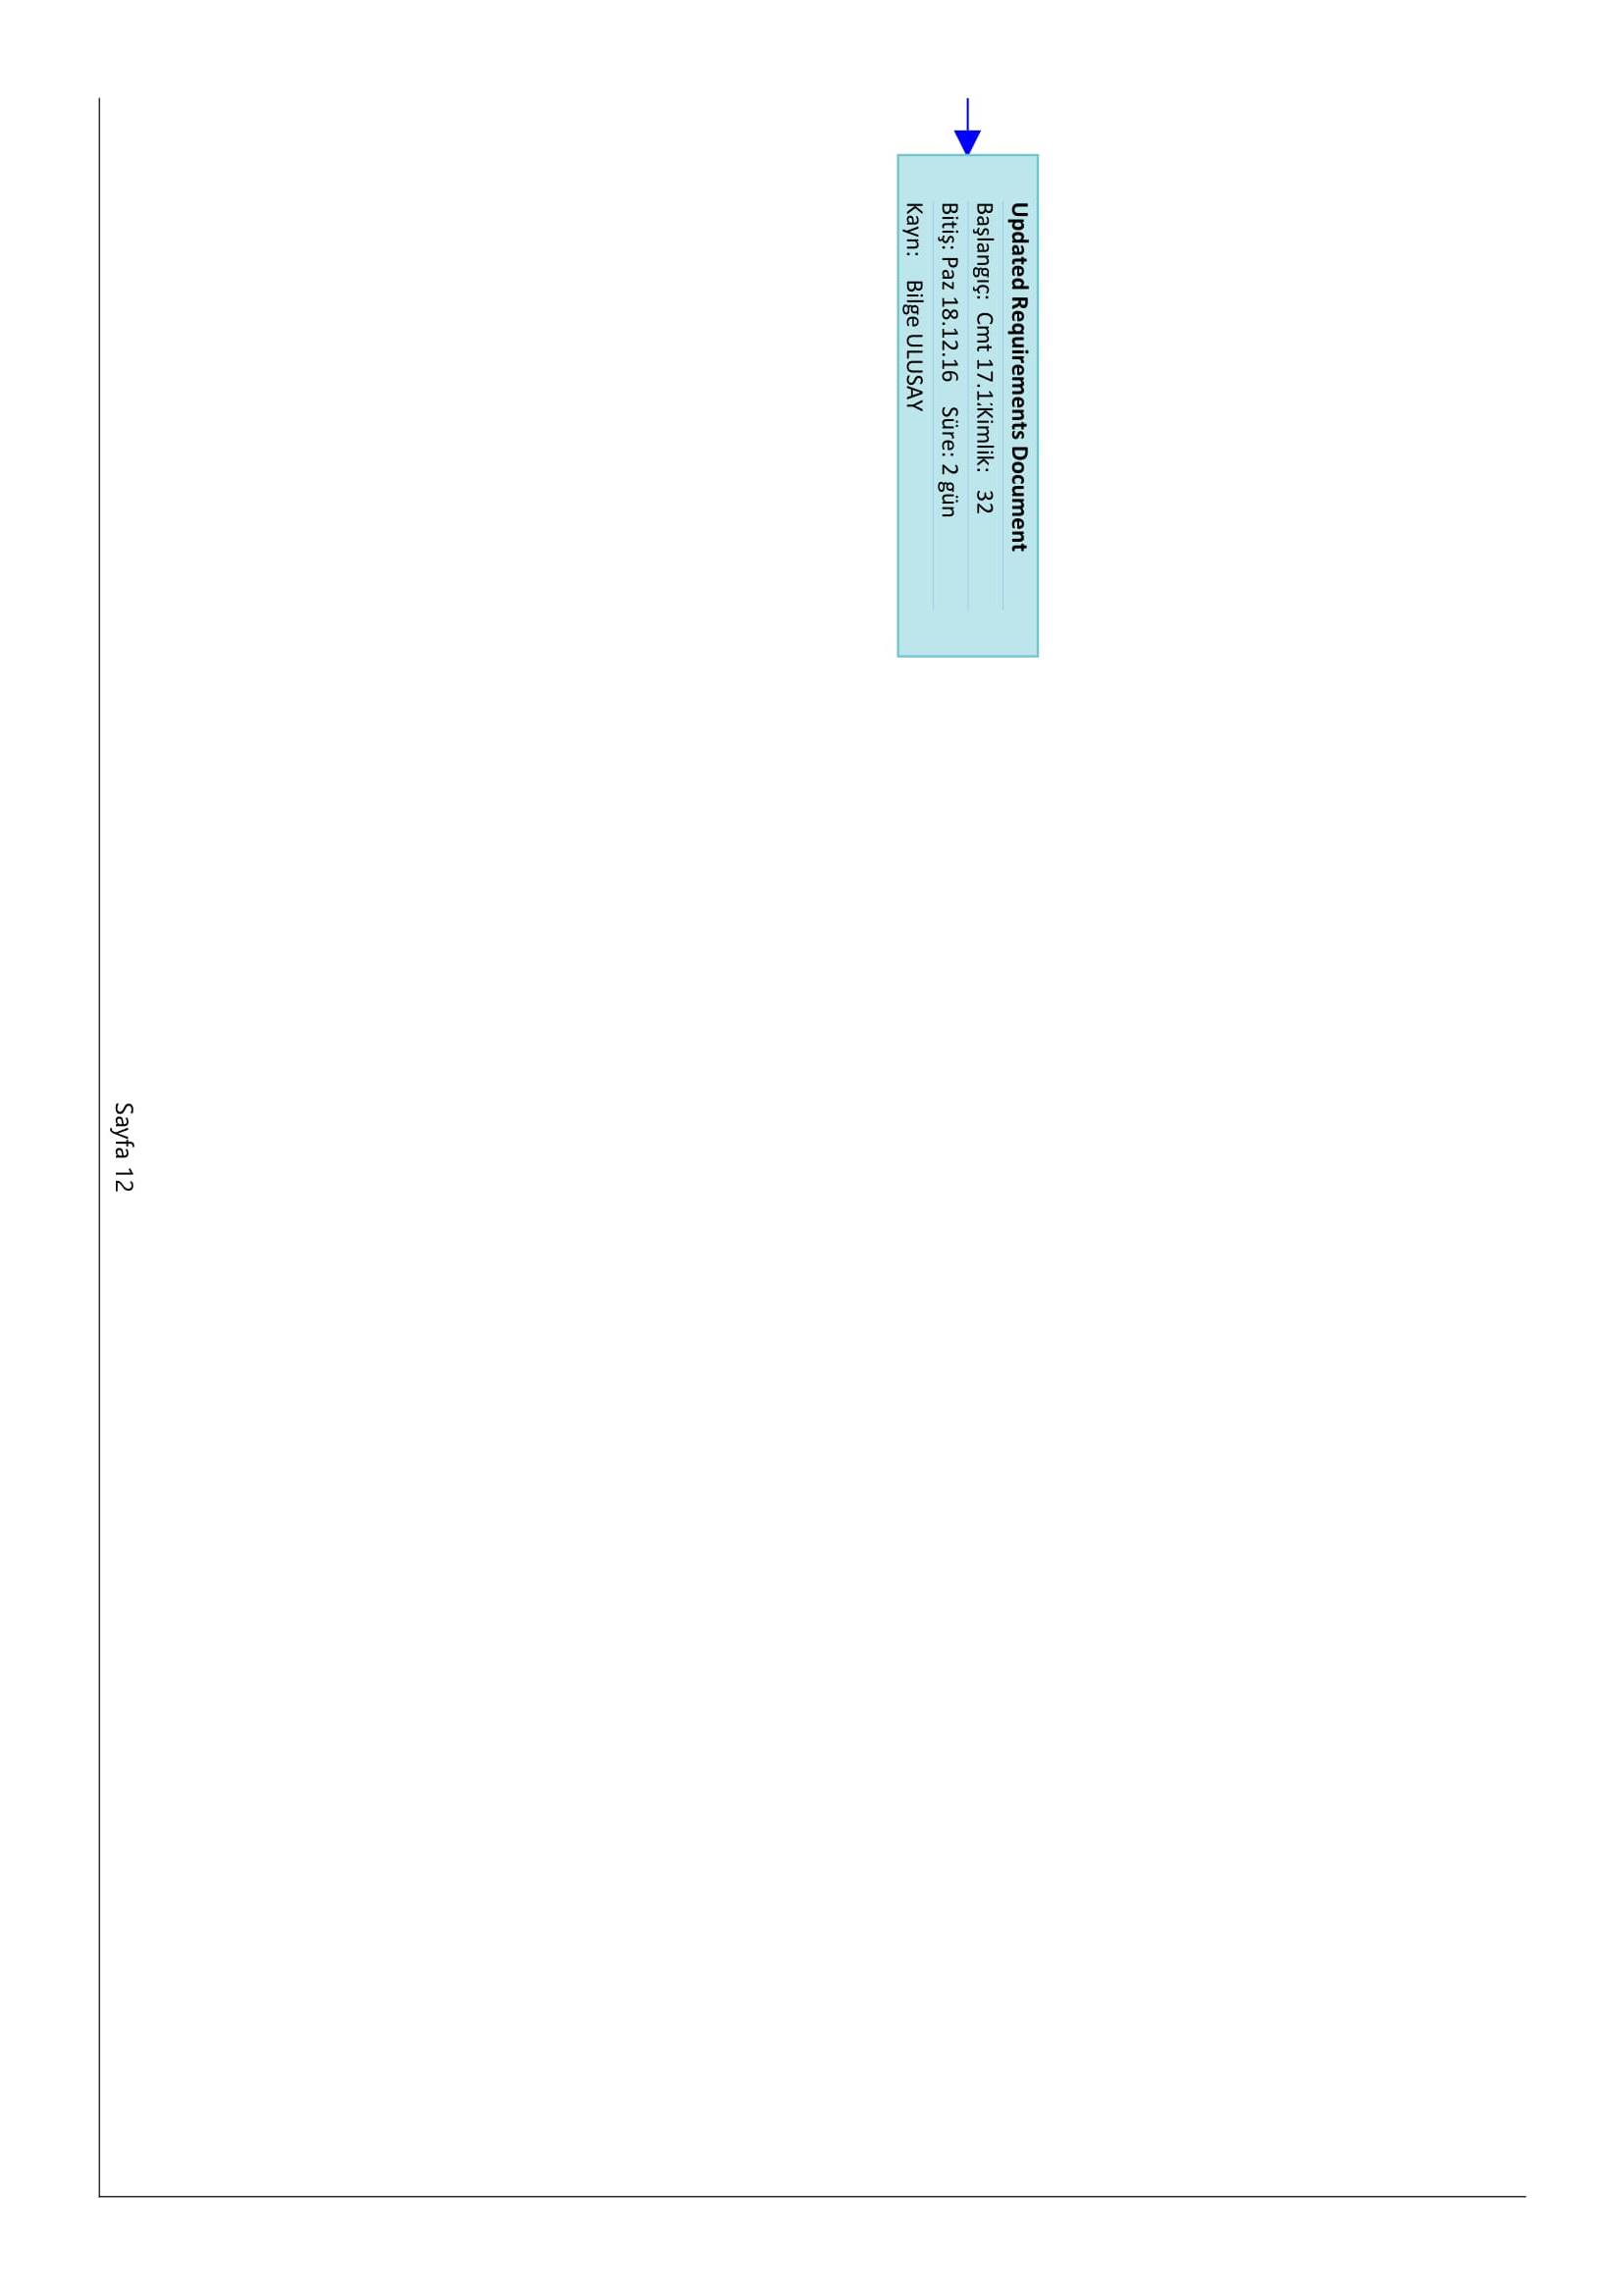 Updated Requirements Document
Başlangıç: Cmt 17.1 Kimlik: 32
Bitiş: Paz 18.12.16 Süre: 2 gün
Kayn: Bilge ULUSAY
Sayfa 12